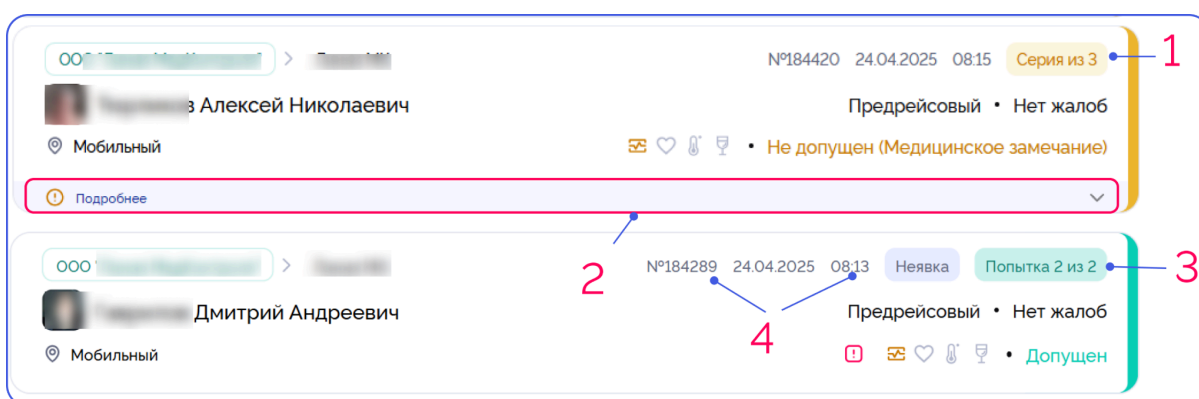 ООО > №184420 24.04.2025 08:15 Серия из 3 1
Алексей Николаевич Предрейсовый • Нет жалоб
Мобильный • Не допущен (Медицинское замечание)
Подробнее
2
ООО > №184289 24.04.2025 08:13 Неявка Попытка 2 из 2 3
Дмитрий Андреевич Предрейсовый • Нет жалоб
4
Мобильный • Допущен